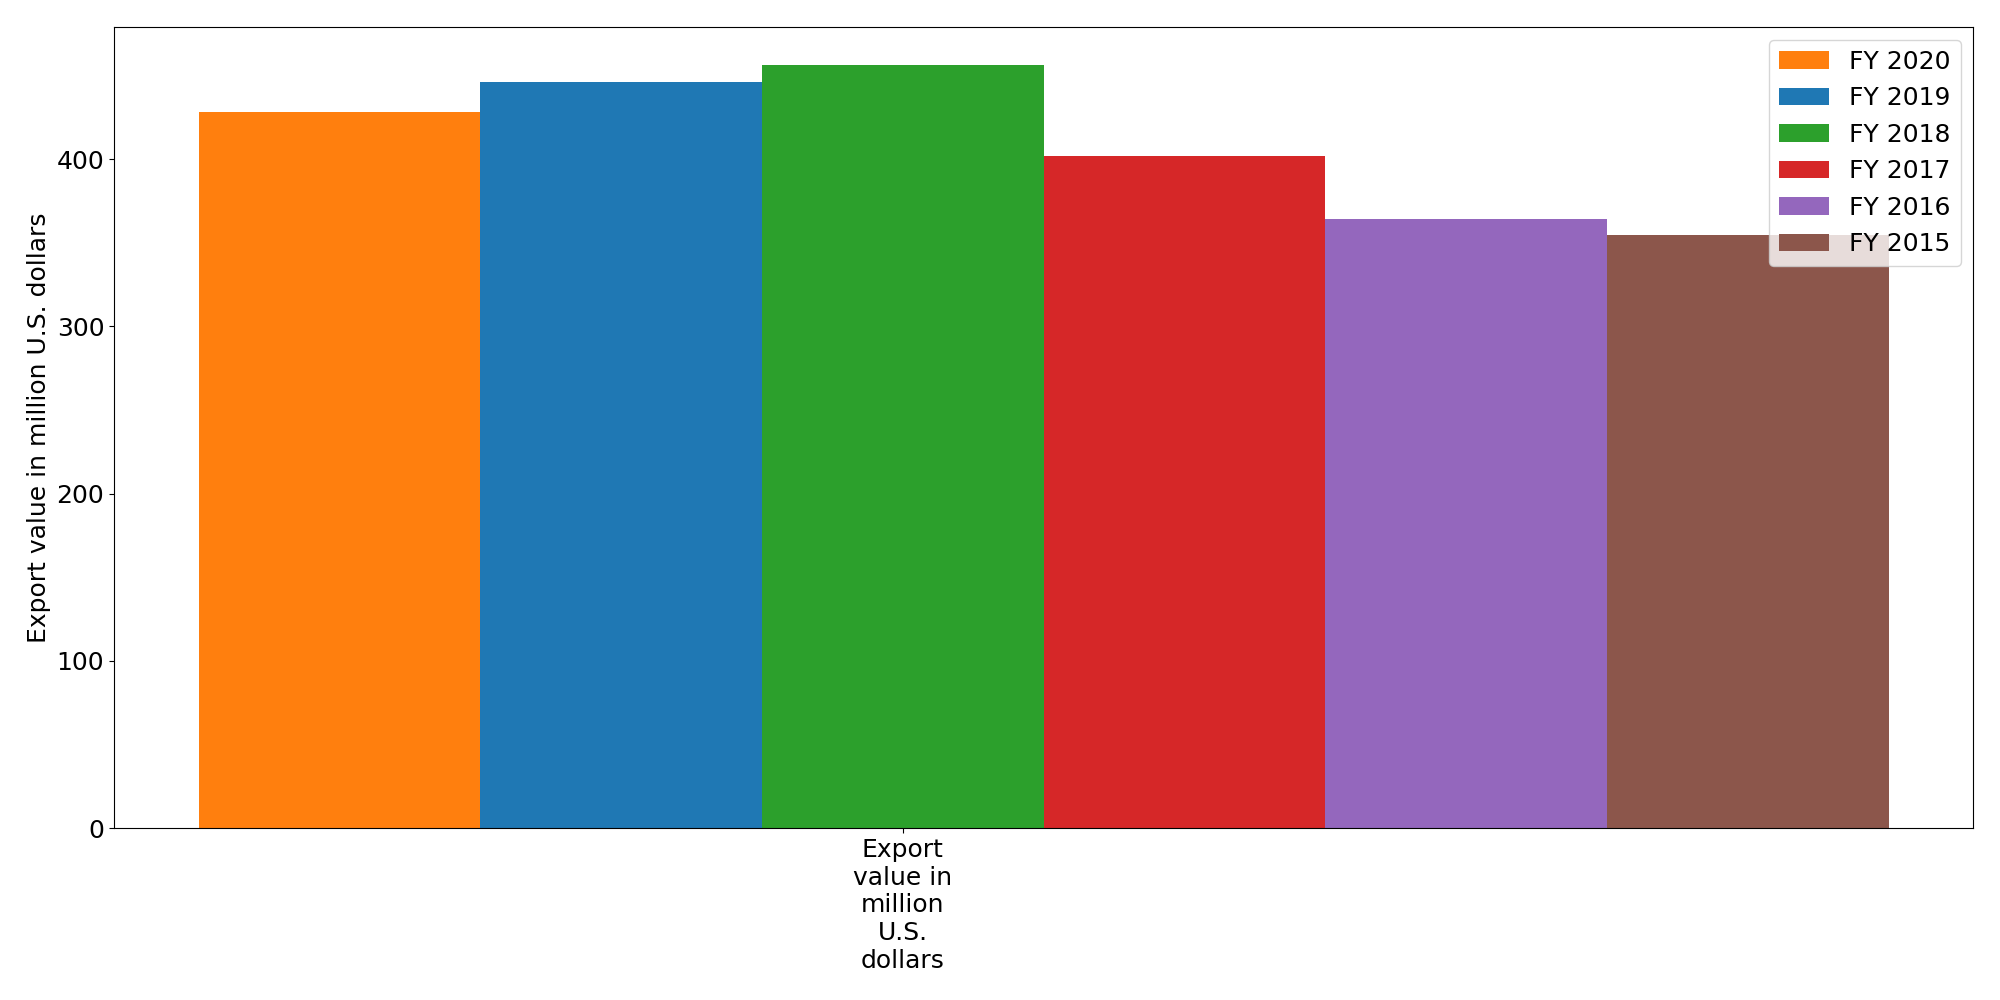 FY 2020
FY 2019
FY 2018
FY 2017
FY 2016
FY 2015
Export value in million U.S. dollars
400
300
200
100
0
Export
value in
million
U.S.
dollars